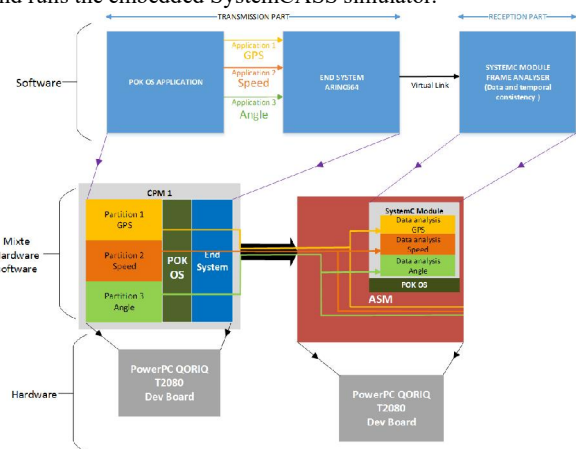 nd runs the embedded SystemCASS simulator.
TRANSMISSION PART
RECEPTION PART
Software
POK OS APPLICATION
Application 1
GPS
Application 2
Speed
Application 3
Angle
END SYSTEM
ARINC664
Virtual Link
SYSTEMC MODULE
FRAME ANALYSER
(Data and temporal
consistency )
Mixte
Hardware
Software
CPM 1
Partition 1
GPS
Partition 2
Speed
Partition 3
Angle
POK
OS
End
System
SystemC Module
Data analysis
GPS
Data analysis
Speed
Data analysis
Angle
POK OS
ASM
Hardware
PowerPC QORIQ
T2080
Dev Board
PowerPC QORIQ
T2080
Dev Board